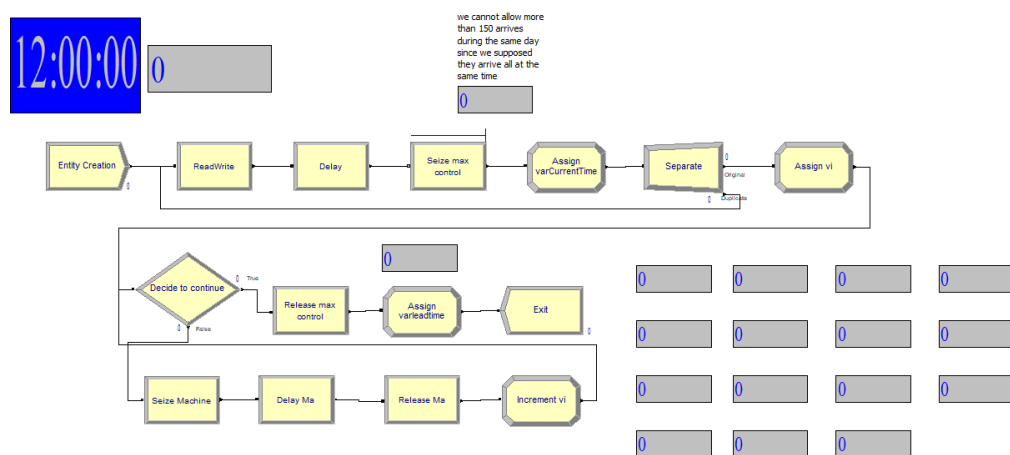 we cannot allow more
than 150 arrives
during the same day
since we supposed
they arrive all at the
same time
12:00:00
0
0
Entity Creation
0
ReadWrite
Delay
Seize max
control
Assign
varCurrentTime
Separate
0
Original
0
Duplicate
Assign vi
0
Decide to continue
0
True
0
False
Release max
control
Assign
varleadtime
Exit
0
0 0 0 0
0 0 0 0
0 0 0 0
0 0 0
Seize Machine
Delay Ma
Release Ma
Increment vi